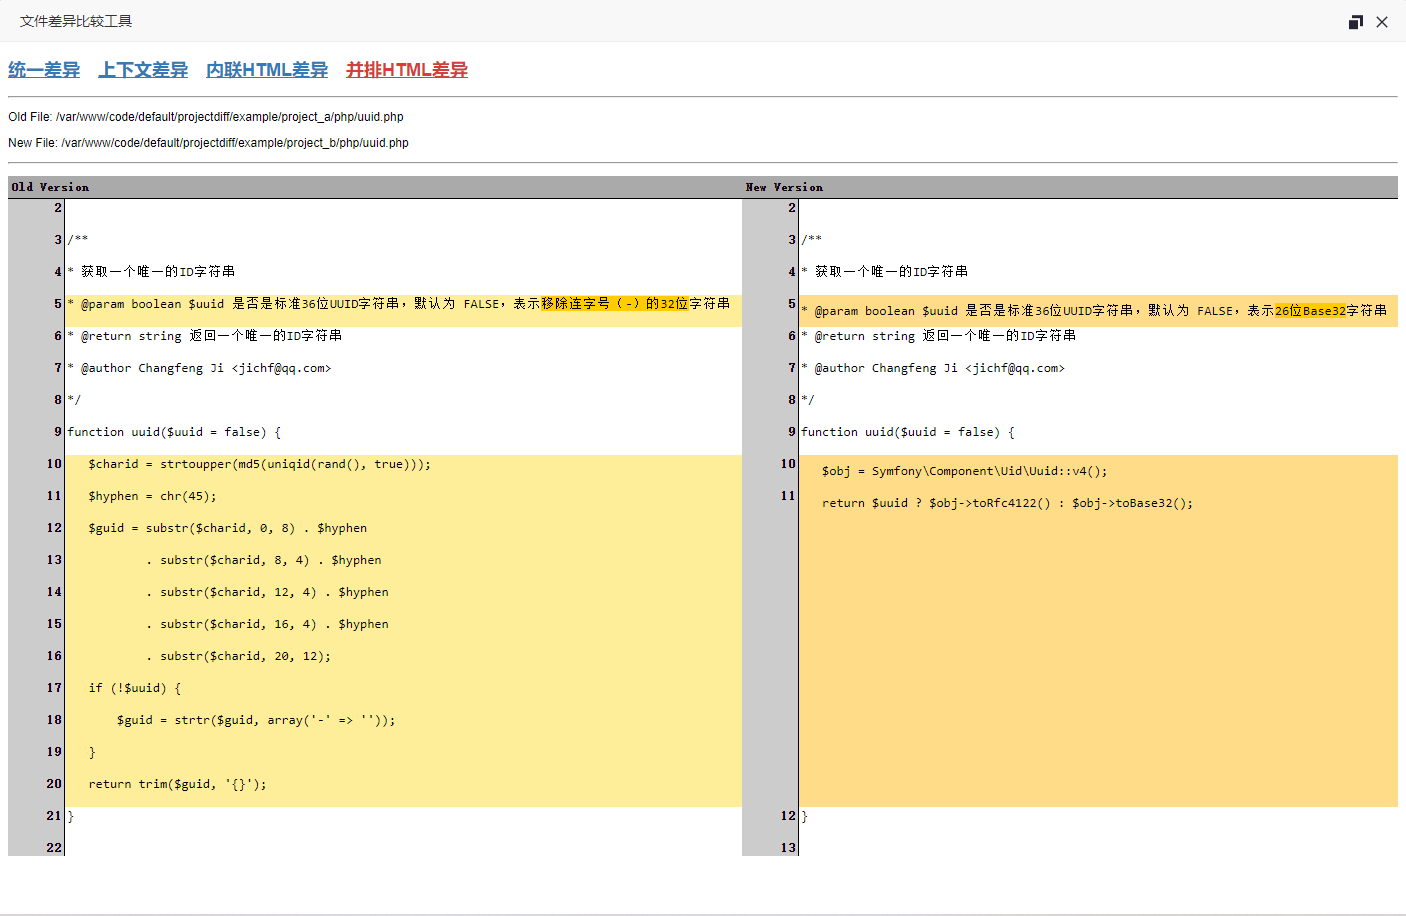 文件差异比较工具
统一差异 上下文差异 内联HTML差异 并排HTML差异
Old File: /var/www/code/default/projectdiff/example/project_a/php/uuid.php
New File: /var/www/code/default/projectdiff/example/project_b/php/uuid.php
Old Version
2
3 /**
4 * 获取一个唯一的ID字符串
5 * @param boolean $uuid 是否是标准36位UUID字符串，默认为 FALSE，表示移除连字号（-）的32位字符串
6 * @return string 返回一个唯一的ID字符串
7 * @author Changfeng Ji <jichf@qq.com>
8 */
9 function uuid($uuid = false) {
10 $charid = strtoupper(md5(uniqid(rand(), true)));
11 $hyphen = chr(45);
12 $guid = substr($charid, 0, 8) . $hyphen
13 . substr($charid, 8, 4) . $hyphen
14 . substr($charid, 12, 4) . $hyphen
15 . substr($charid, 16, 4) . $hyphen
16 . substr($charid, 20, 12);
17 if (!$uuid) {
18 $guid = strtr($guid, array('-' => ''));
19 }
20 return trim($guid, '{}');
21 }
22
New Version
2
3 /**
4 * 获取一个唯一的ID字符串
5 * @param boolean $uuid 是否是标准36位UUID字符串，默认为 FALSE，表示26位Base32字符串
6 * @return string 返回一个唯一的ID字符串
7 * @author Changfeng Ji <jichf@qq.com>
8 */
9 function uuid($uuid = false) {
10 $obj = Symfony\Component\Uid\Uuid::v4();
11 return $uuid ? $obj->toRfc4122() : $obj->toBase32();
12 }
13